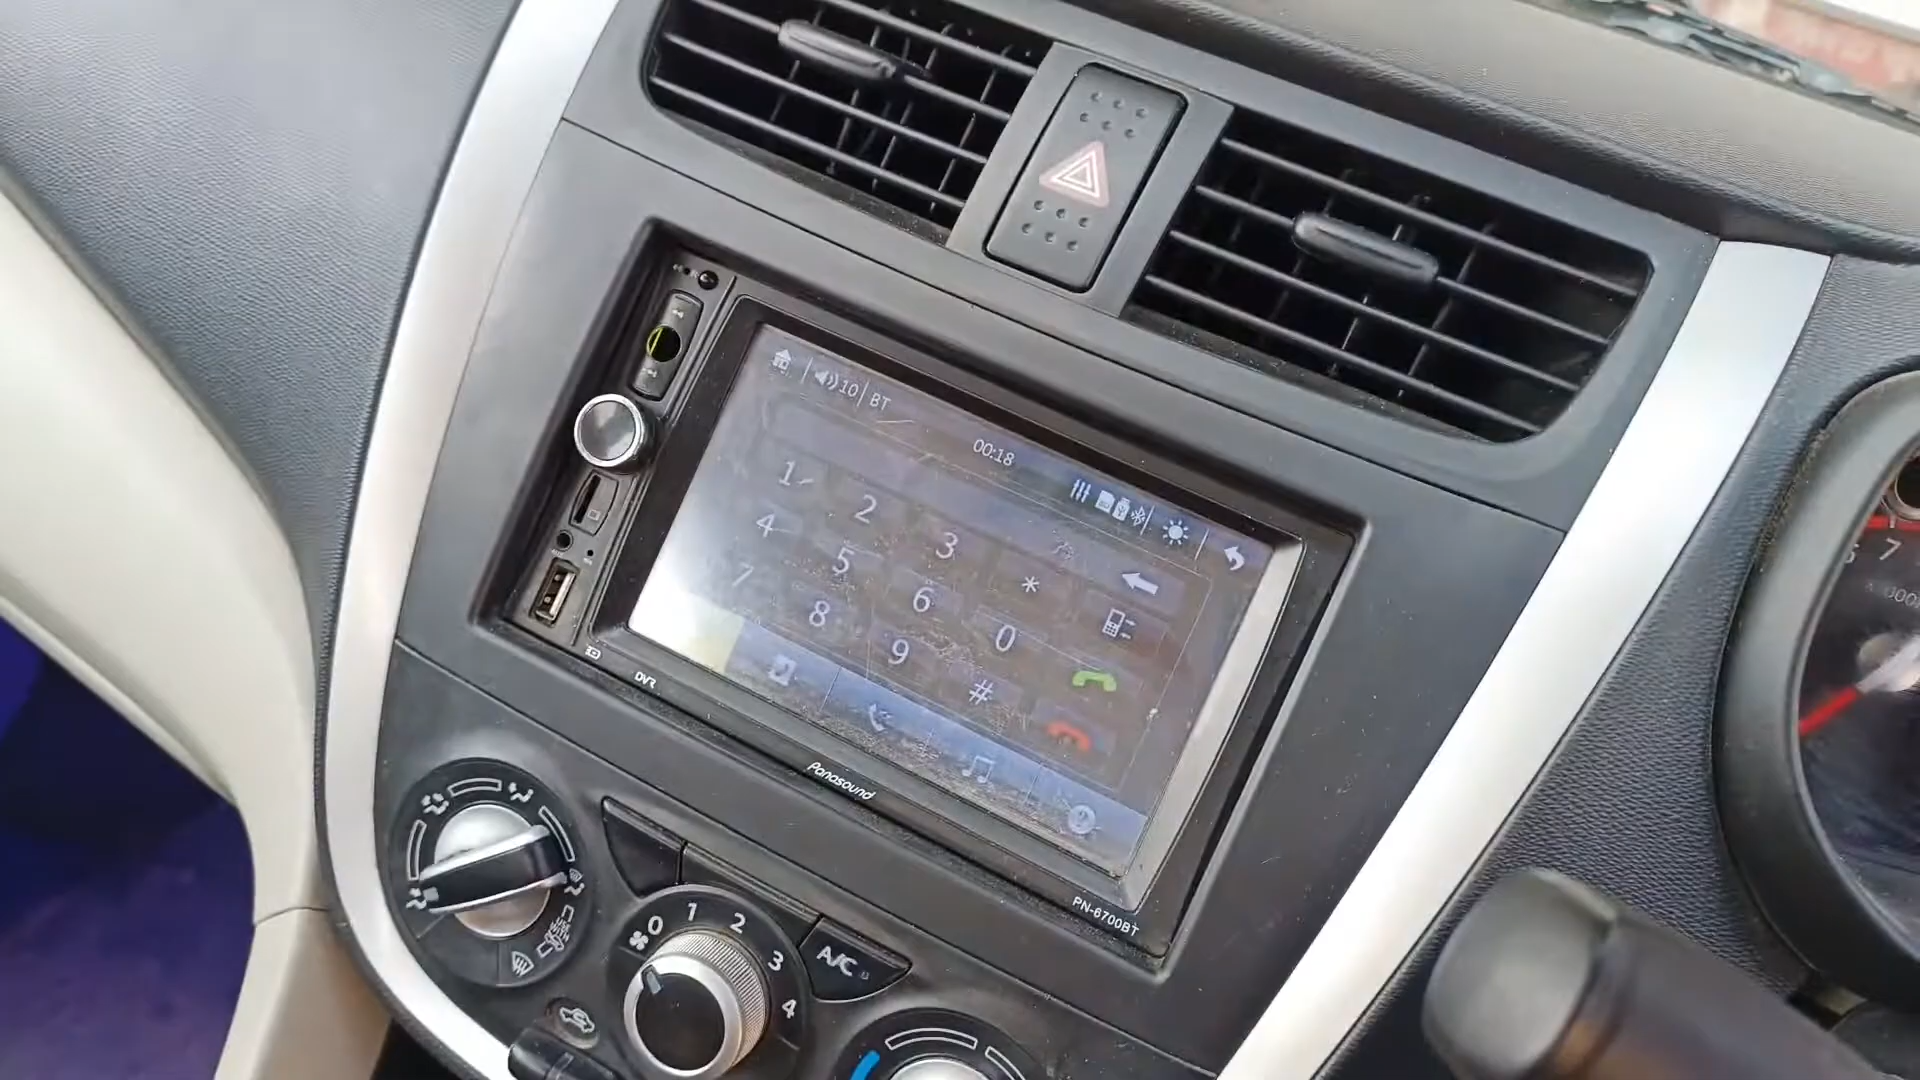 10 BT
00:18
1 2 3 *
4 5 6 0
7 8 9 #
DVR
Panasound
PN-6700BT
0 1 2 3 4
A/C
7